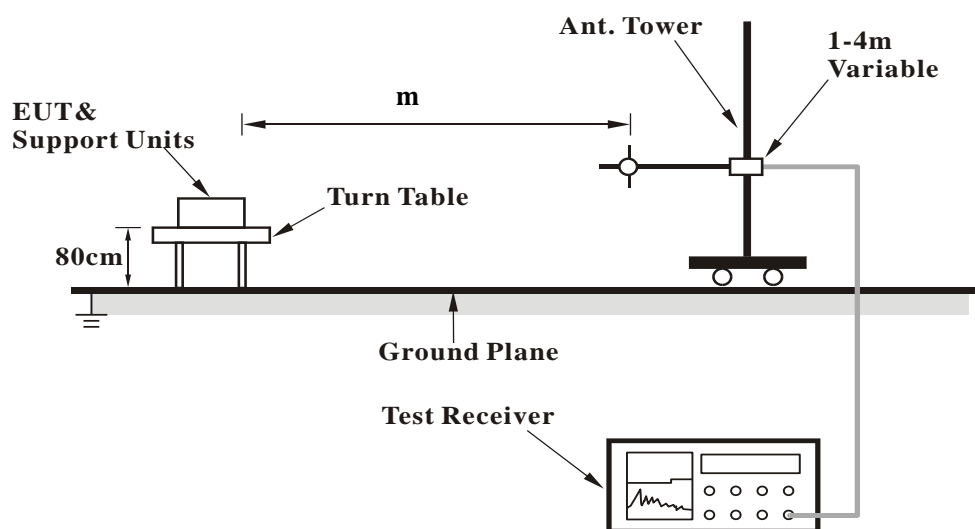 Ant. Tower
1-4m
Variable
m
EUT&
Support Units
Turn Table
80cm
Ground Plane
Test Receiver